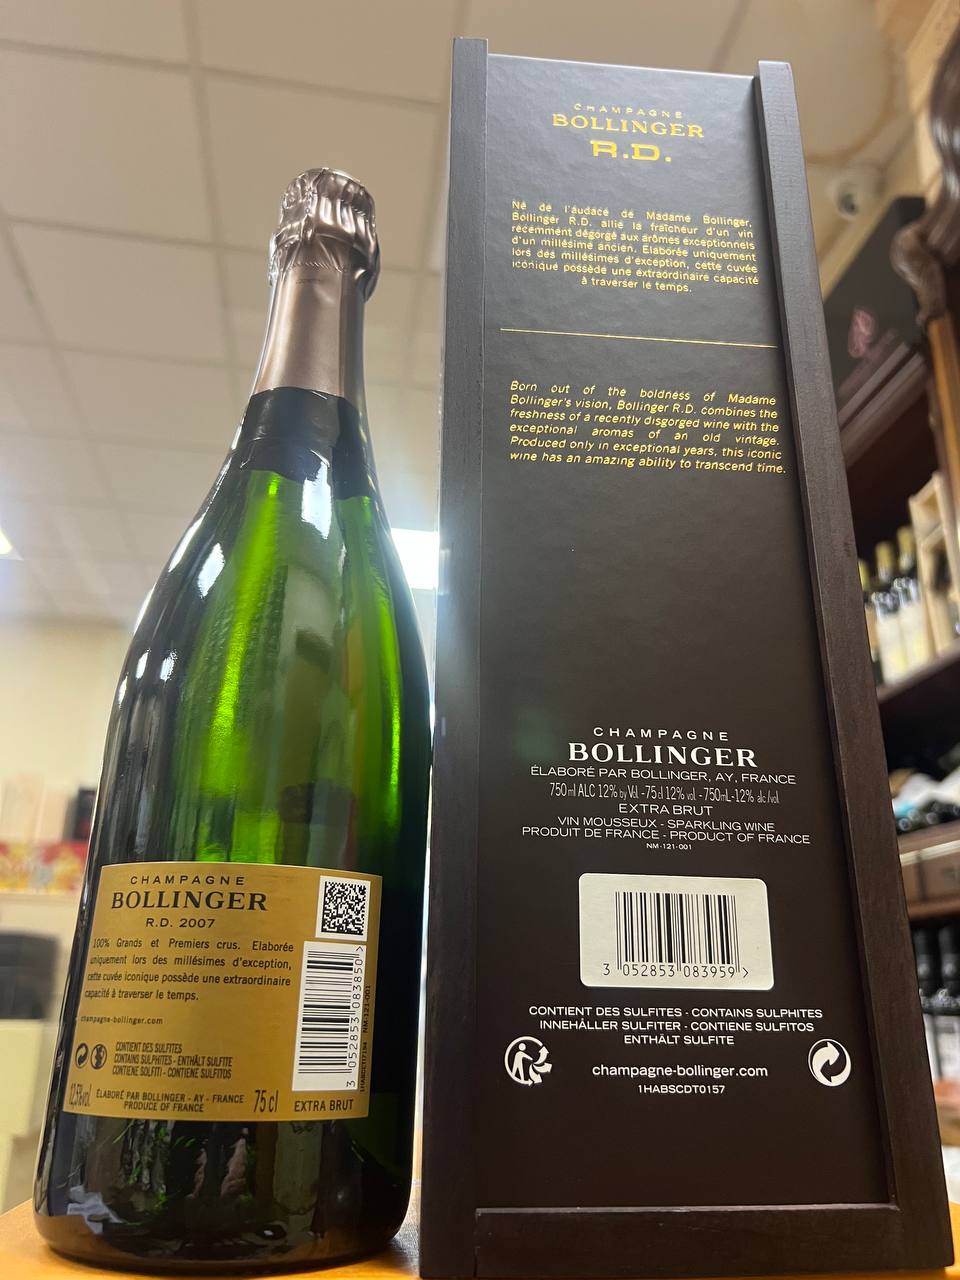 CHAMPAGNE
BOLLINGER
R.D. 2007
100% Grands et Premiers crus. Elaborée
uniquement lors des millésimes d'exception,
cette cuvée iconique possède une extraordinaire
capacité à traverser le temps.
champagne-bollinger.com
CONTIENT DES SULFITES
CONTAINS SULPHITES - ENTHÄLT SULFITE
CONTIENE SOLFITI - CONTIENE SULFITOS
12,5%vol.
ÉLABORÉ PAR BOLLINGER - AY - FRANCE
PRODUCE OF FRANCE
75 cl
EXTRA BRUT
3 052853 083850 >
NM-121-001
CHAMPAGNE
BOLLINGER
R.D.
Né de l'audace de Madame Bollinger,
Bollinger R.D. allie la fraîcheur d'un vin
récemment dégorgé aux arômes exceptionnels
d'un millésime ancien. Elaborée uniquement
lors des millésimes d'exception, cette cuvée
iconique possède une extraordinaire capacité
à traverser le temps.
Born out of the boldness of Madame
Bollinger's vision, Bollinger R.D. combines the
freshness of a recently disgorged wine with the
exceptional aromas of an old vintage.
Produced only in exceptional years, this iconic
wine has an amazing ability to transcend time.
CHAMPAGNE
BOLLINGER
ÉLABORÉ PAR BOLLINGER, AY, FRANCE
750 ml ALC 12% by Vol. - 75 cl 12% vol - 750mL-12% alc./vol.
EXTRA BRUT
VIN MOUSSEUX - SPARKLING WINE
PRODUIT DE FRANCE - PRODUCT OF FRANCE
NM-121-001
3 052853 083959 >
CONTIENT DES SULFITES - CONTAINS SULPHITES
INNEHÅLLER SULFITER - CONTIENE SULFITOS
ENTHÄLT SULFITE
champagne-bollinger.com
1HABSCDT0157